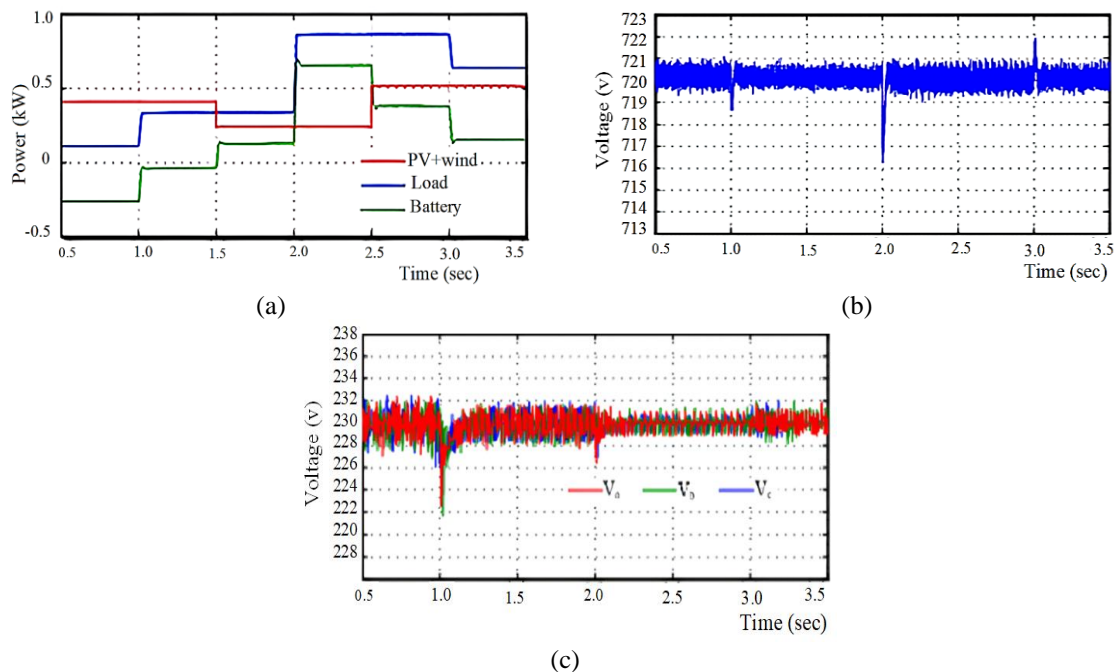 1.0
0.5
0
-0.5
Power (kW)
PV+wind
Load
Battery
0.5 1.0 1.5 2.0 2.5 3.0 3.5
Time (sec)
(a)
723
722
721
720
719
718
717
716
715
714
713
Voltage (v)
0.5 1.0 1.5 2.0 2.5 3.0 3.5
Time (sec)
(b)
238
236
234
232
230
228
226
224
222
220
228
Voltage (v)
Va Vb Vc
0.5 1.0 1.5 2.0 2.5 3.0 3.5
Time (sec)
(c)